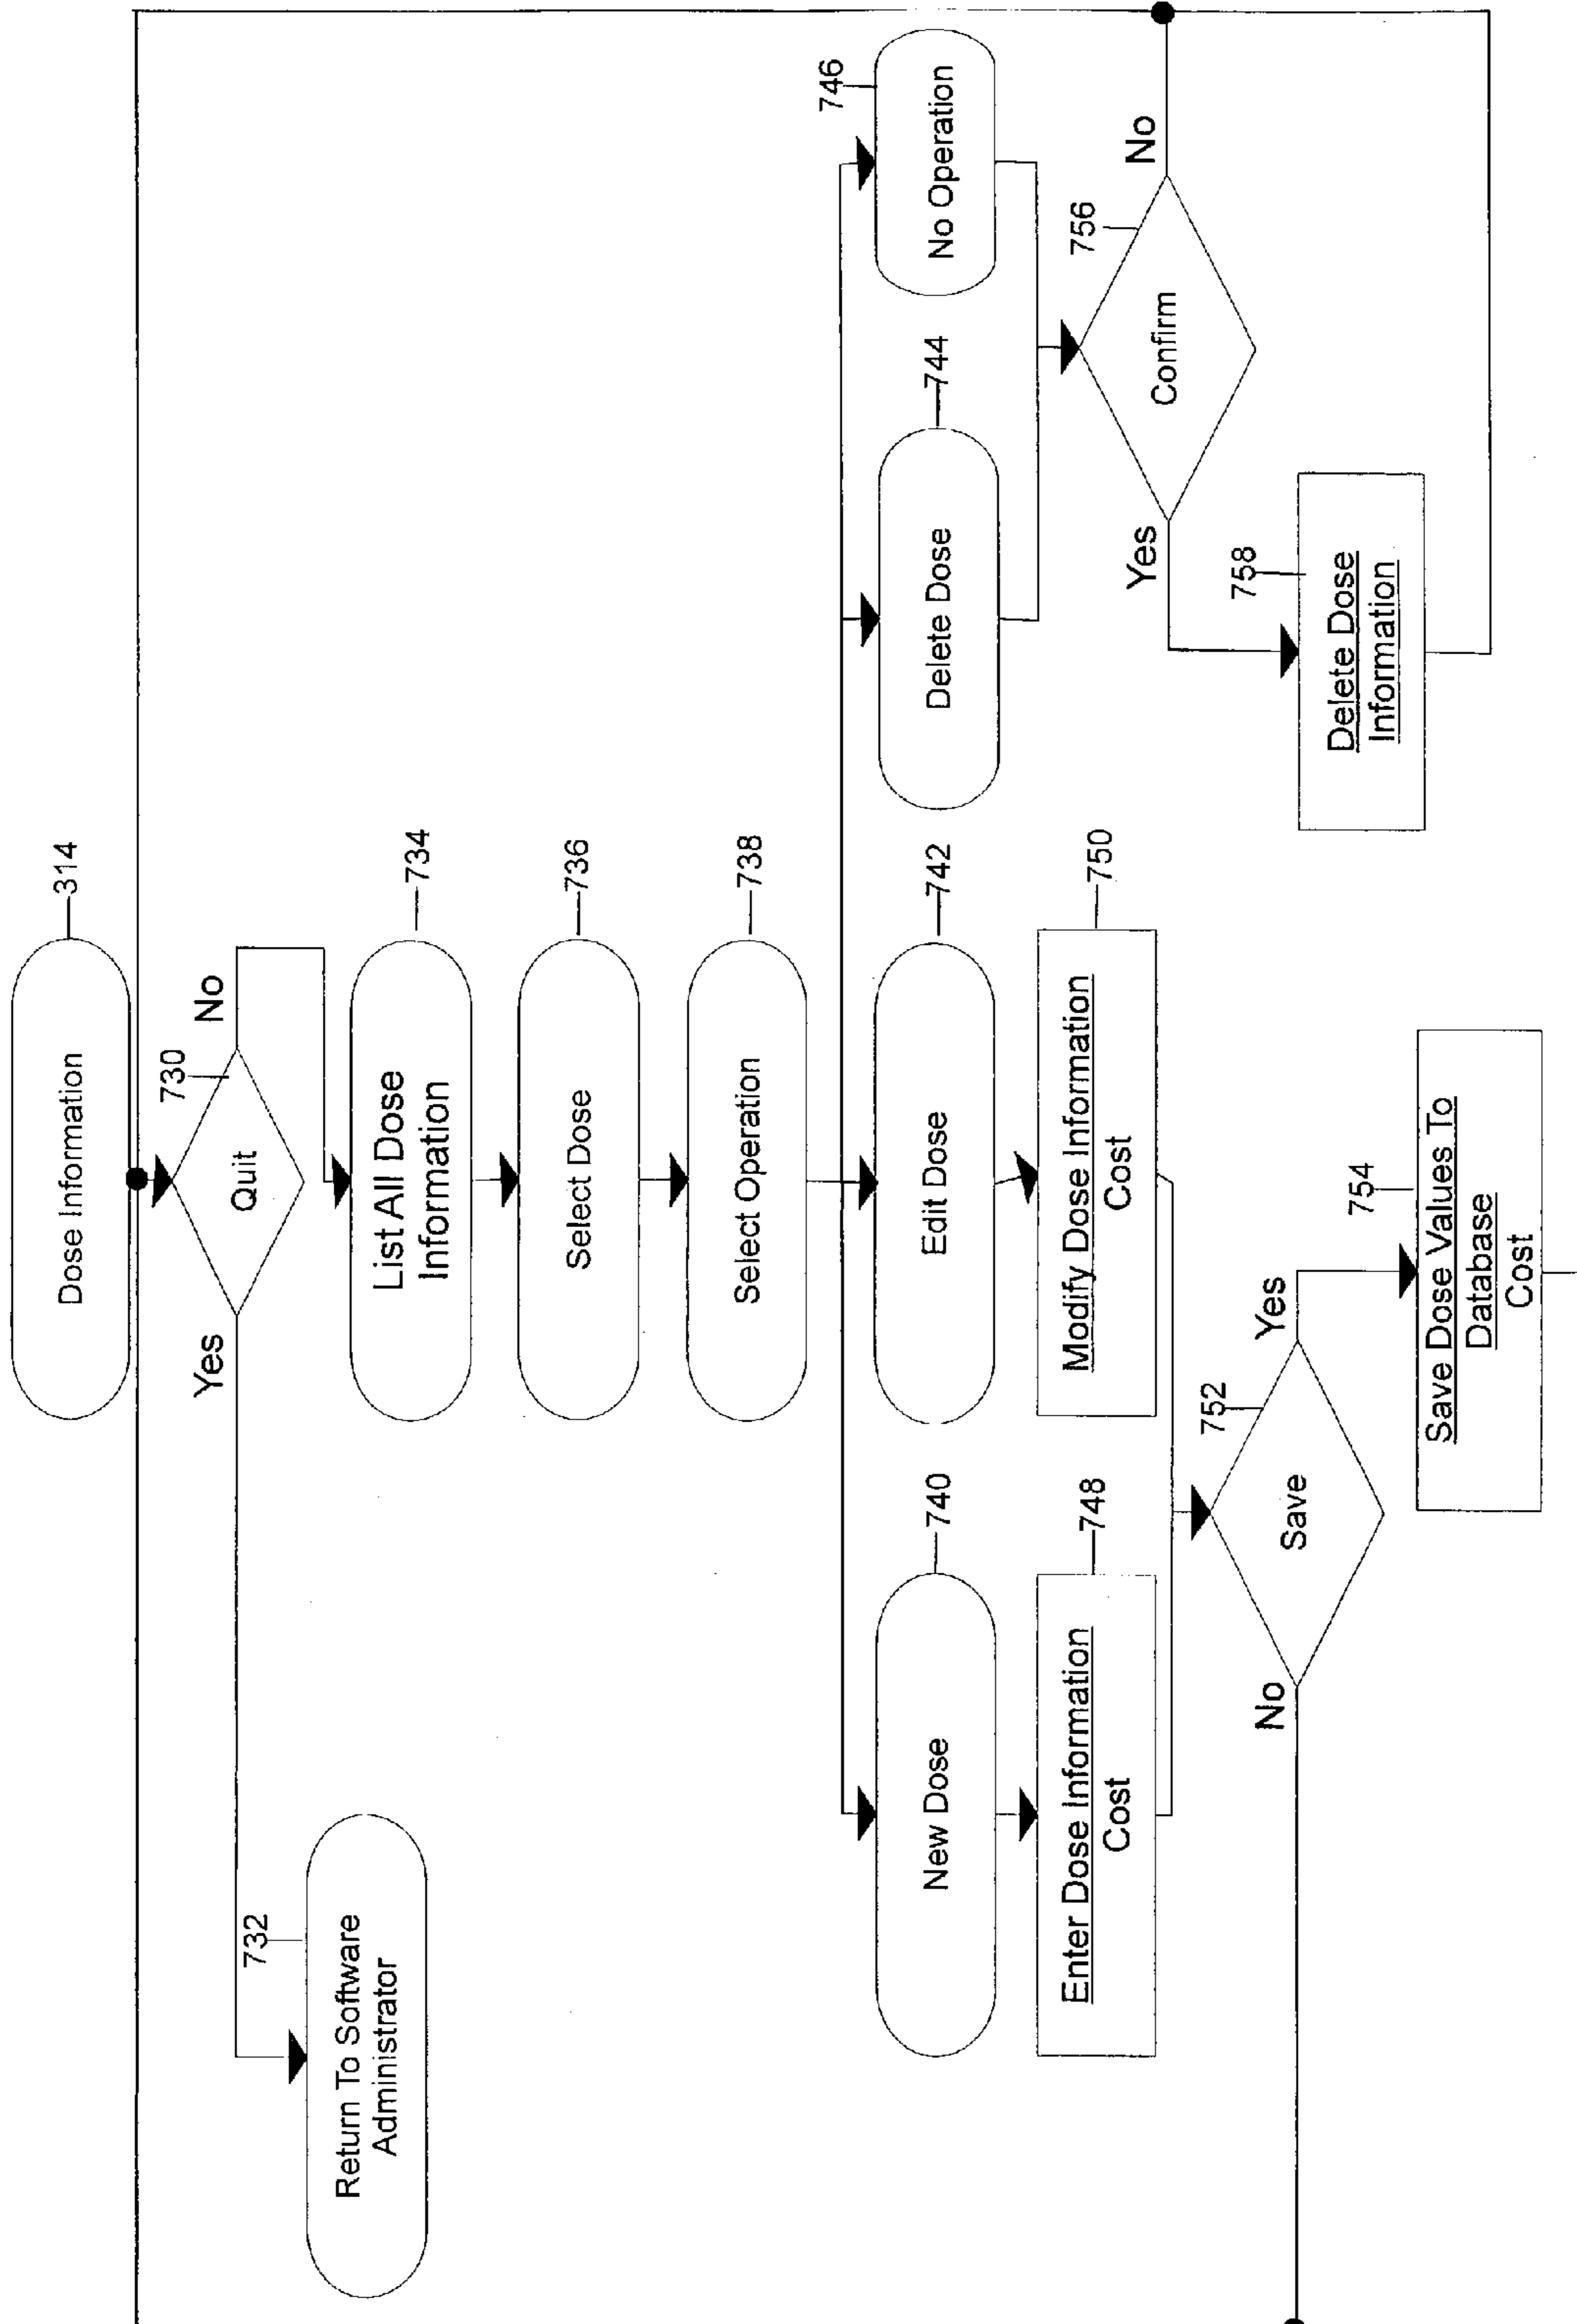 Dose Information
314
730
Quit
No
Yes
732
Return To Software
Administrator
List All Dose
Information
734
Select Dose
736
Select Operation
738
New Dose
740
Edit Dose
742
Delete Dose
744
No Operation
746
Enter Dose Information
Cost
748
Modify Dose Information
Cost
750
752
Save
No
Yes
754
Save Dose Values To
Database
Cost
756
Confirm
Yes
No
758
Delete Dose
Information